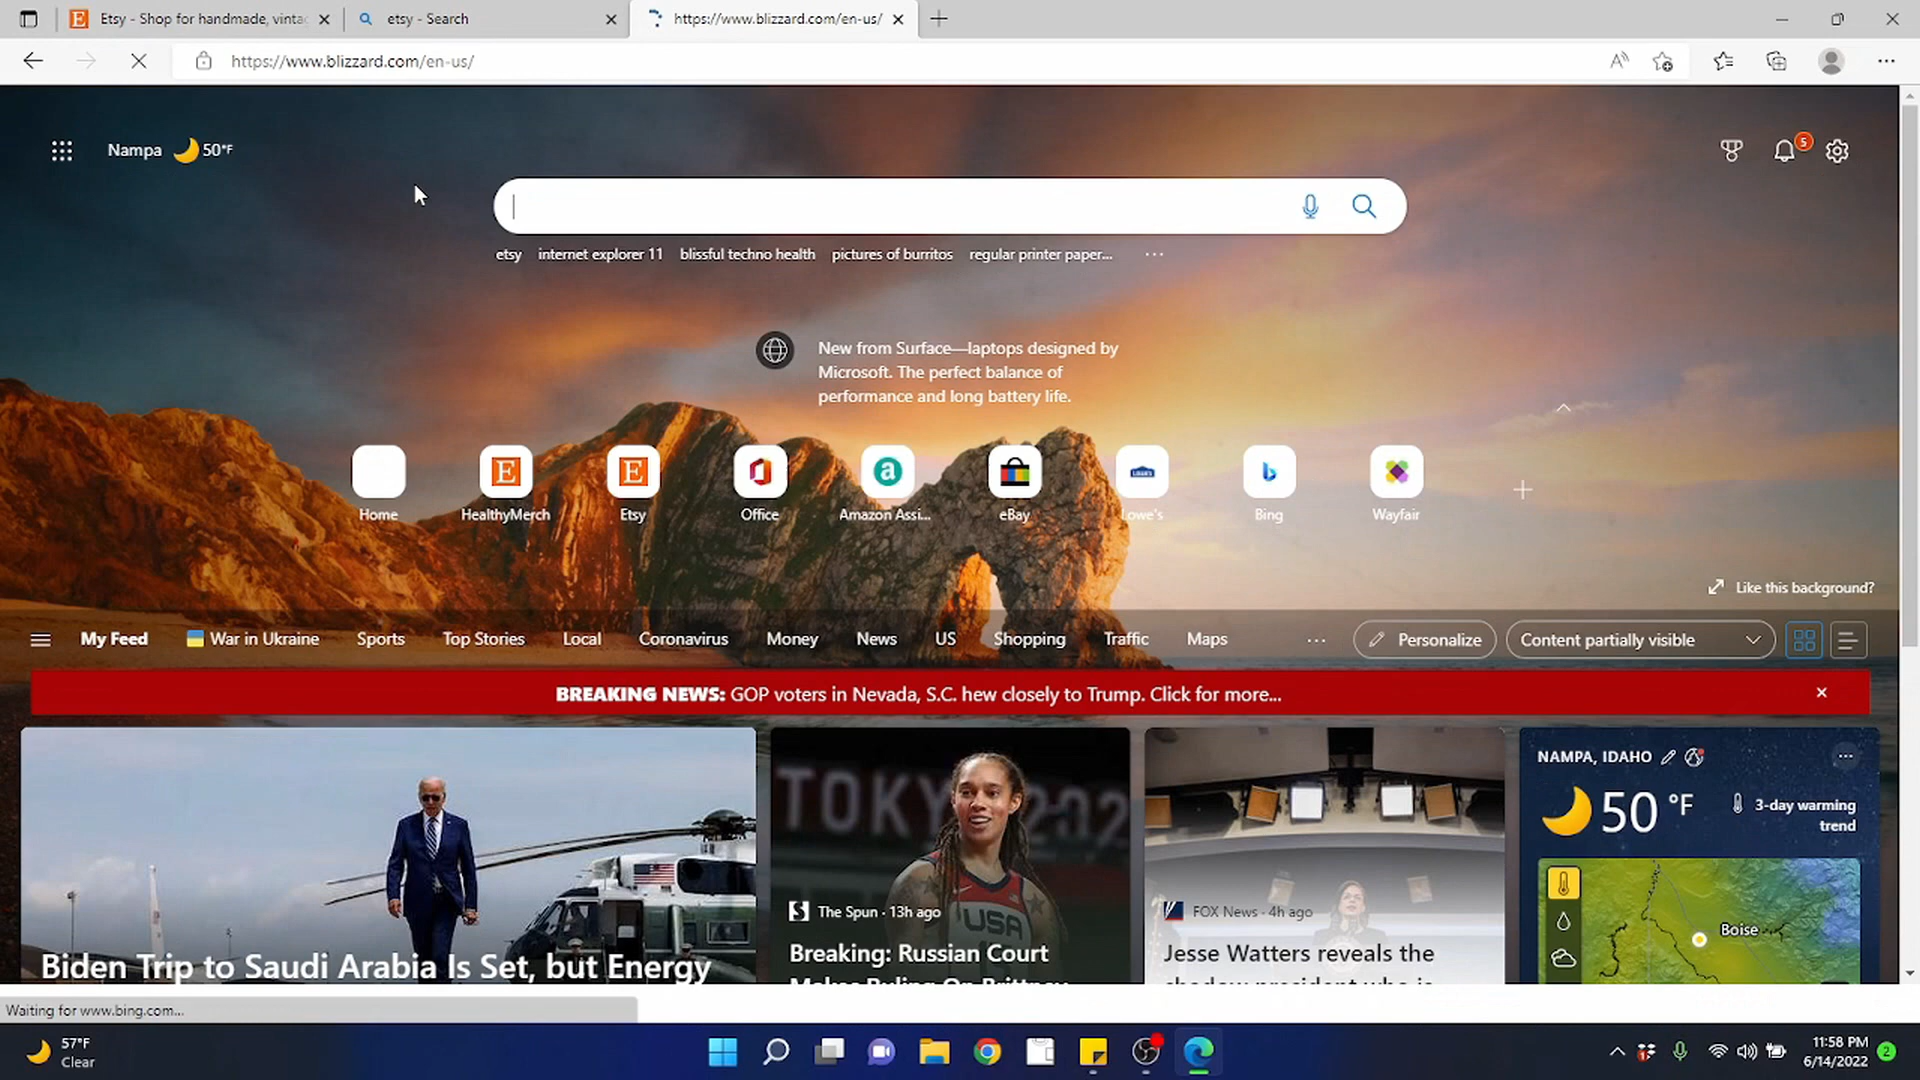 Etsy - Shop for handmade, vinta
etsy - Search
https://www.blizzard.com/en-us/
https://www.blizzard.com/en-us/
Nampa 50°F
5
etsy internet explorer 11 blissful techno health pictures of burritos regular printer paper... ...
New from Surface—laptops designed by
Microsoft. The perfect balance of
performance and long battery life.
Home HealthyMerch Etsy Office Amazon Assi... eBay Lowe's Bing Wayfair
Like this background?
My Feed War in Ukraine Sports Top Stories Local Coronavirus Money News US Shopping Traffic Maps ... Personalize Content partially visible
BREAKING NEWS: GOP voters in Nevada, S.C. hew closely to Trump. Click for more...
NAMPA, IDAHO
50 °F
3-day warming
trend
Boise
TOKYO 2020
USA
The Spun · 13h ago
Breaking: Russian Court
FOX News · 4h ago
Jesse Watters reveals the
Biden Trip to Saudi Arabia Is Set, but Energy
Waiting for www.bing.com...
57°F
Clear
11:58 PM
6/14/2022
2